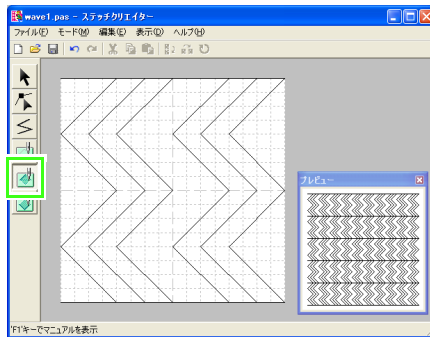 wave1.pas - ステッチクリエイター
ファイル(F) モード(M) 編集(E) 表示(D) ヘルプ(H)
プレビュー
'F1'キーでマニュアルを表示